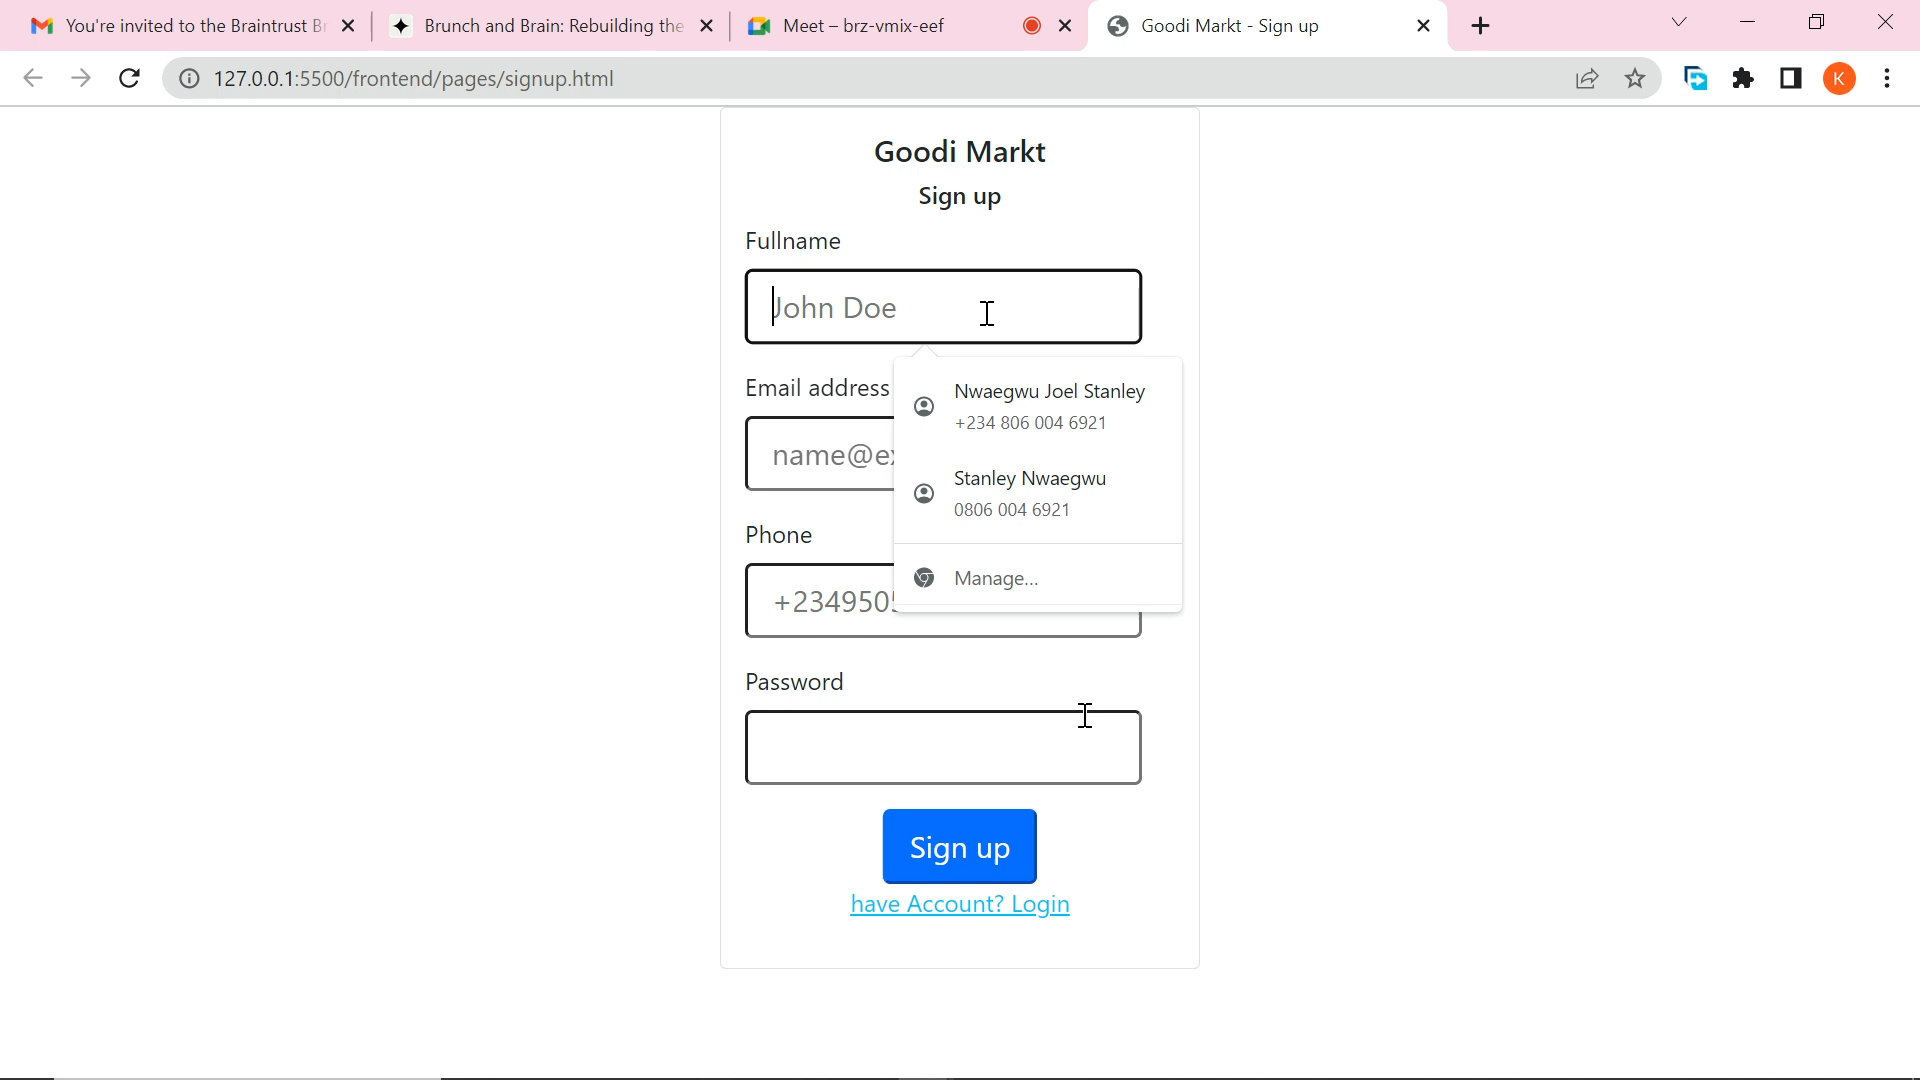 You're invited to the Braintrust Br
Brunch and Brain: Rebuilding the
Meet – brz-vmix-eef
Goodi Markt - Sign up
127.0.0.1:5500/frontend/pages/signup.html
K
Goodi Markt
Sign up
Fullname
John Doe
Nwaegwu Joel Stanley
+234 806 004 6921
Email address
name@ex
Stanley Nwaegwu
0806 004 6921
Phone
Manage...
+2349505
Password
Sign up
have Account? Login